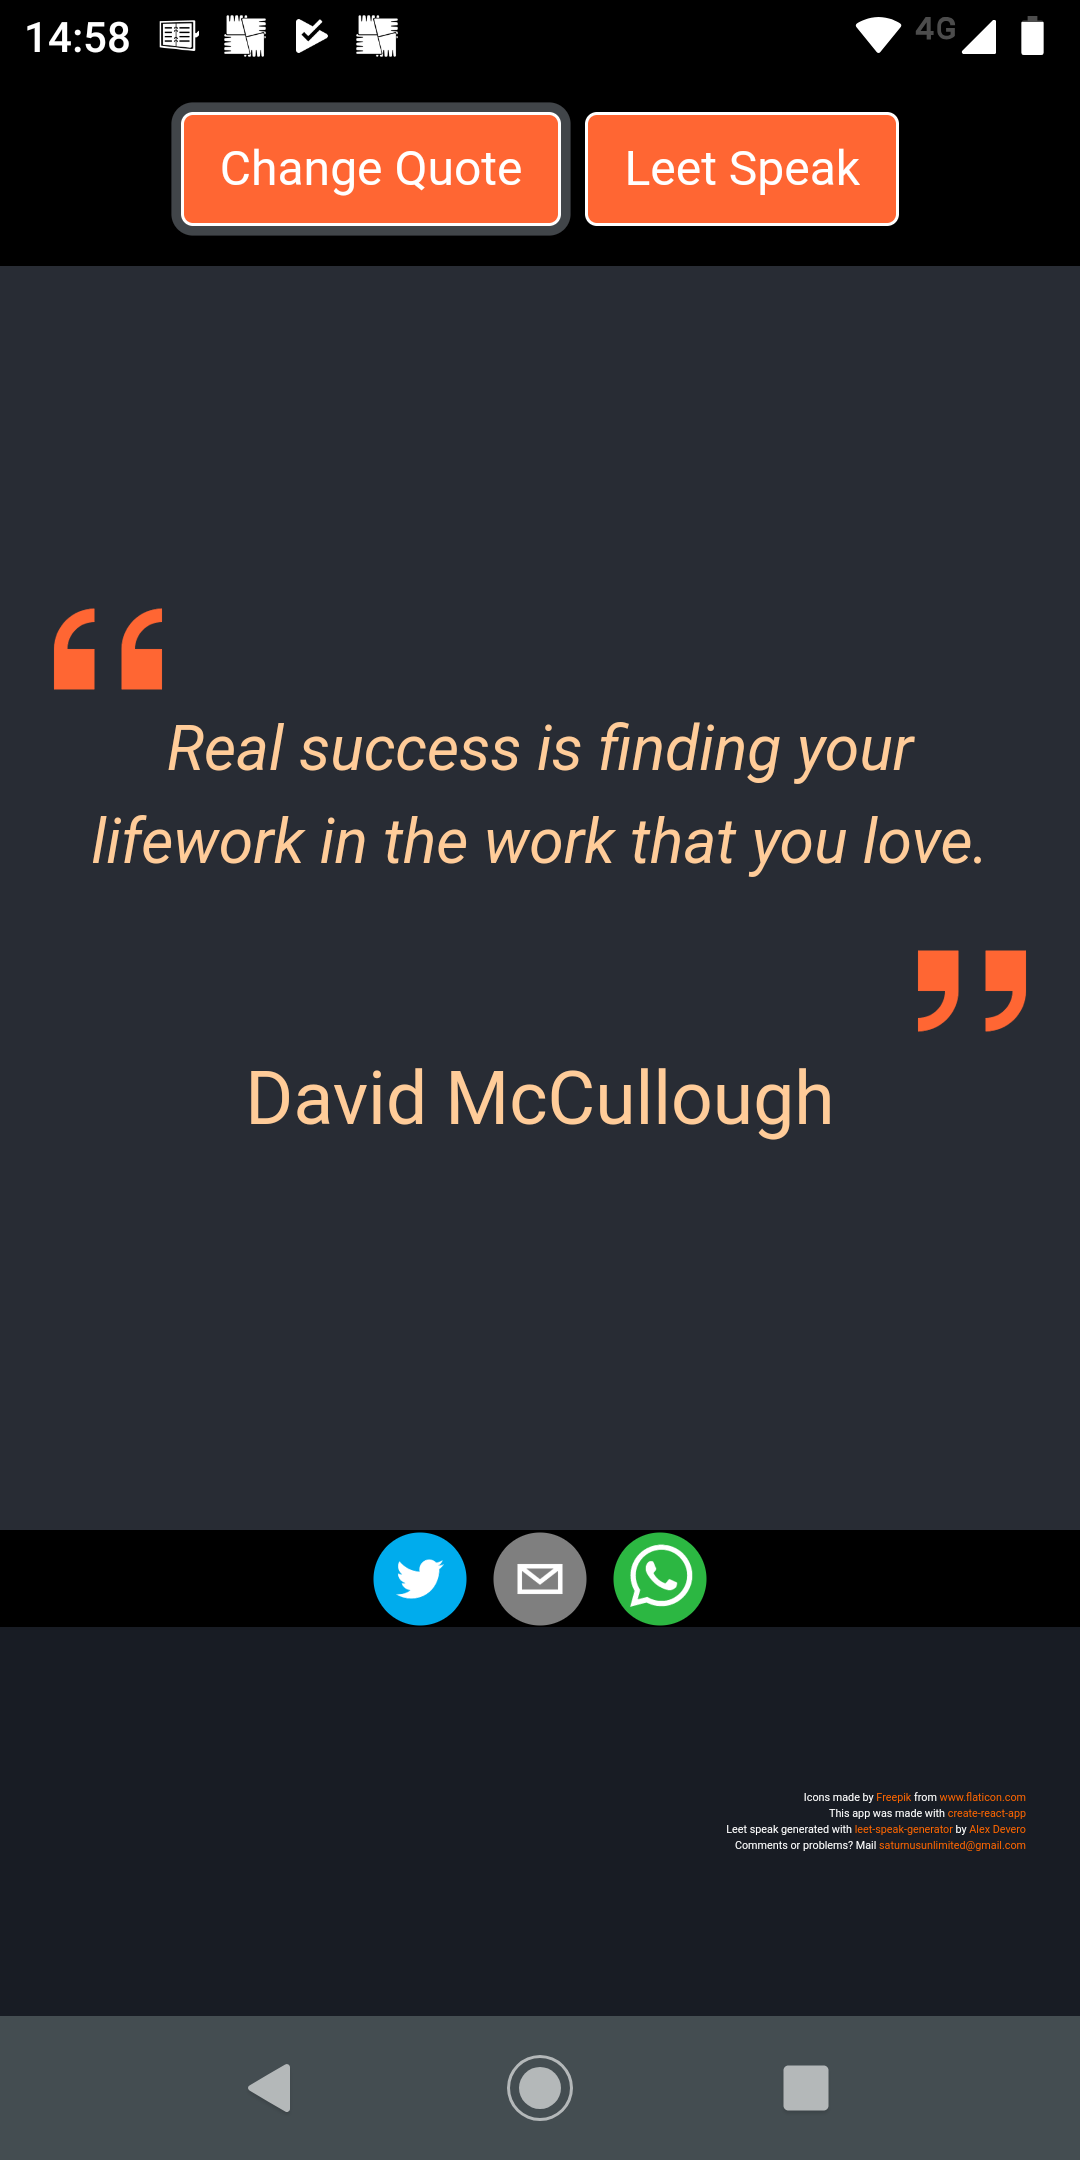 14:58
4G
Change Quote
Leet Speak
Real success is finding your
lifework in the work that you love.
David McCullough
Icons made by Freepik from www.flaticon.com
This app was made with create-react-app
Leet speak generated with leet-speak-generator by Alex Devero
Comments or problems? Mail saturnusunlimited@gmail.com